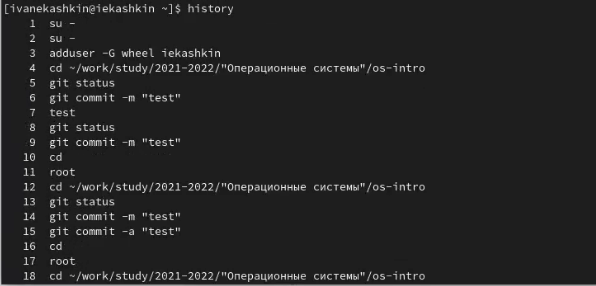 [ivanekashkin@iekashkin ~]$ history
1 su -
2 su -
3 adduser -G wheel iekashkin
4 cd ~/work/study/2021-2022/"Операционные системы"/os-intro
5 git status
6 git commit -m "test"
7 test
8 git status
9 git commit -m "test"
10 cd
11 root
12 cd ~/work/study/2021-2022/"Операционные системы"/os-intro
13 git status
14 git commit -m "test"
15 git commit -a "test"
16 cd
17 root
18 cd ~/work/study/2021-2022/"Операционные системы"/os-intro